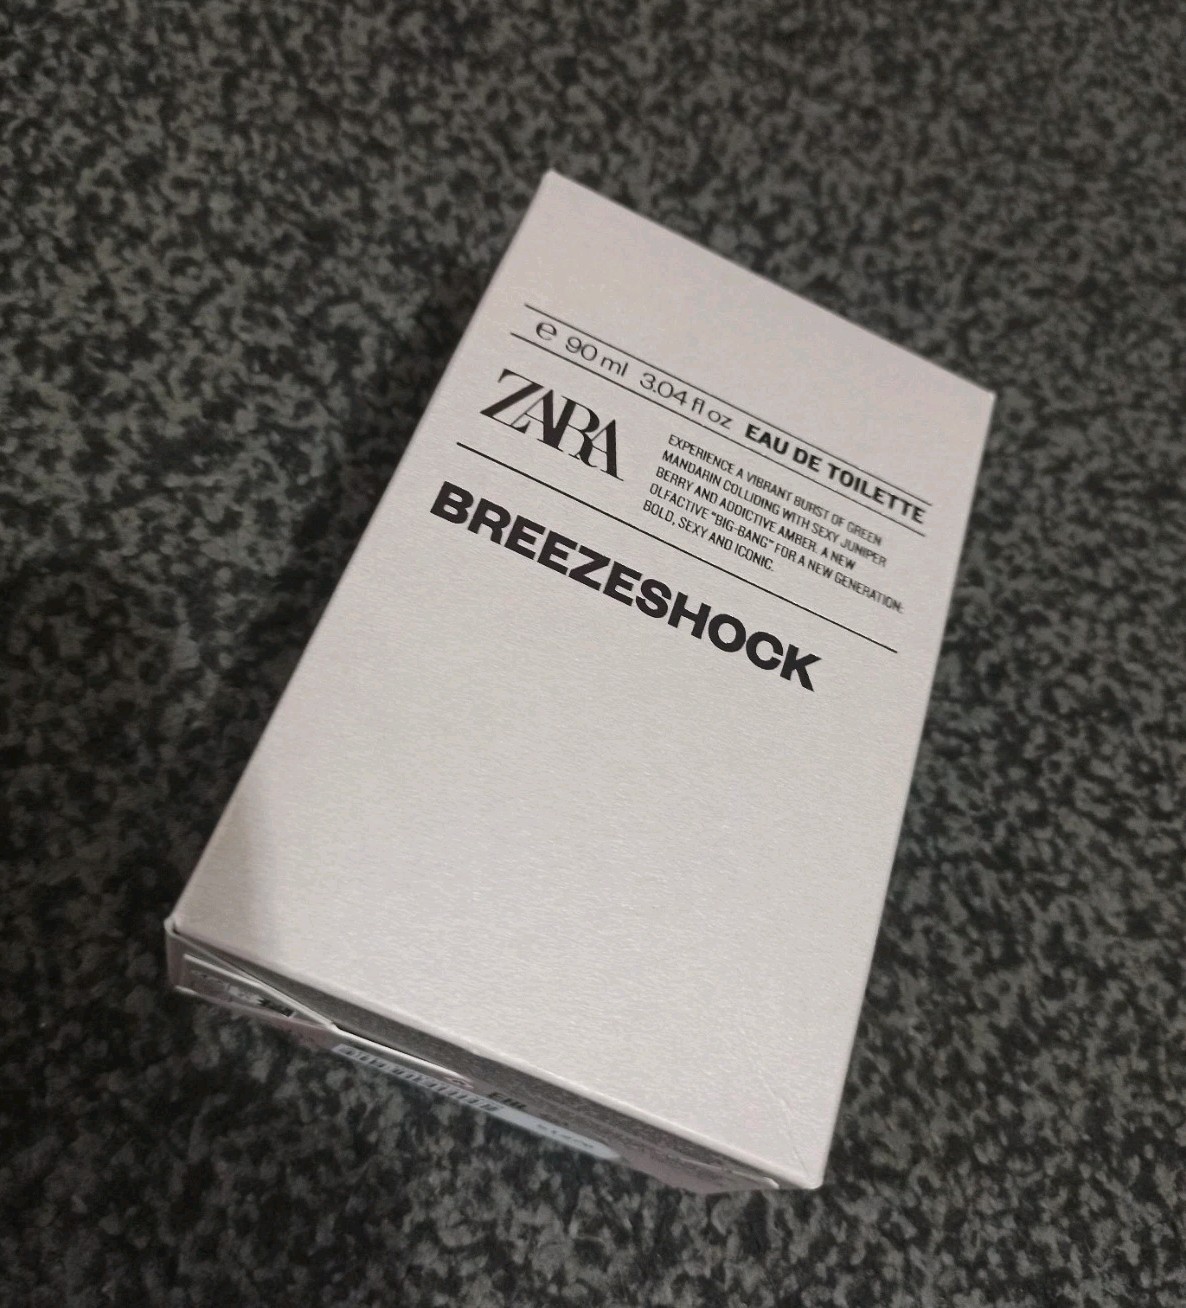 ℮ 90 ml 3.04 fl oz EAU DE TOILETTE
ZARA
EXPERIENCE A VIBRANT BURST OF GREEN
MANDARIN COLLIDING WITH SEXY JUNIPER
BERRY AND ADDICTIVE AMBER. A NEW
OLFACTIVE "BIG-BANG" FOR A NEW GENERATION:
BOLD, SEXY AND ICONIC.
BREEZESHOCK